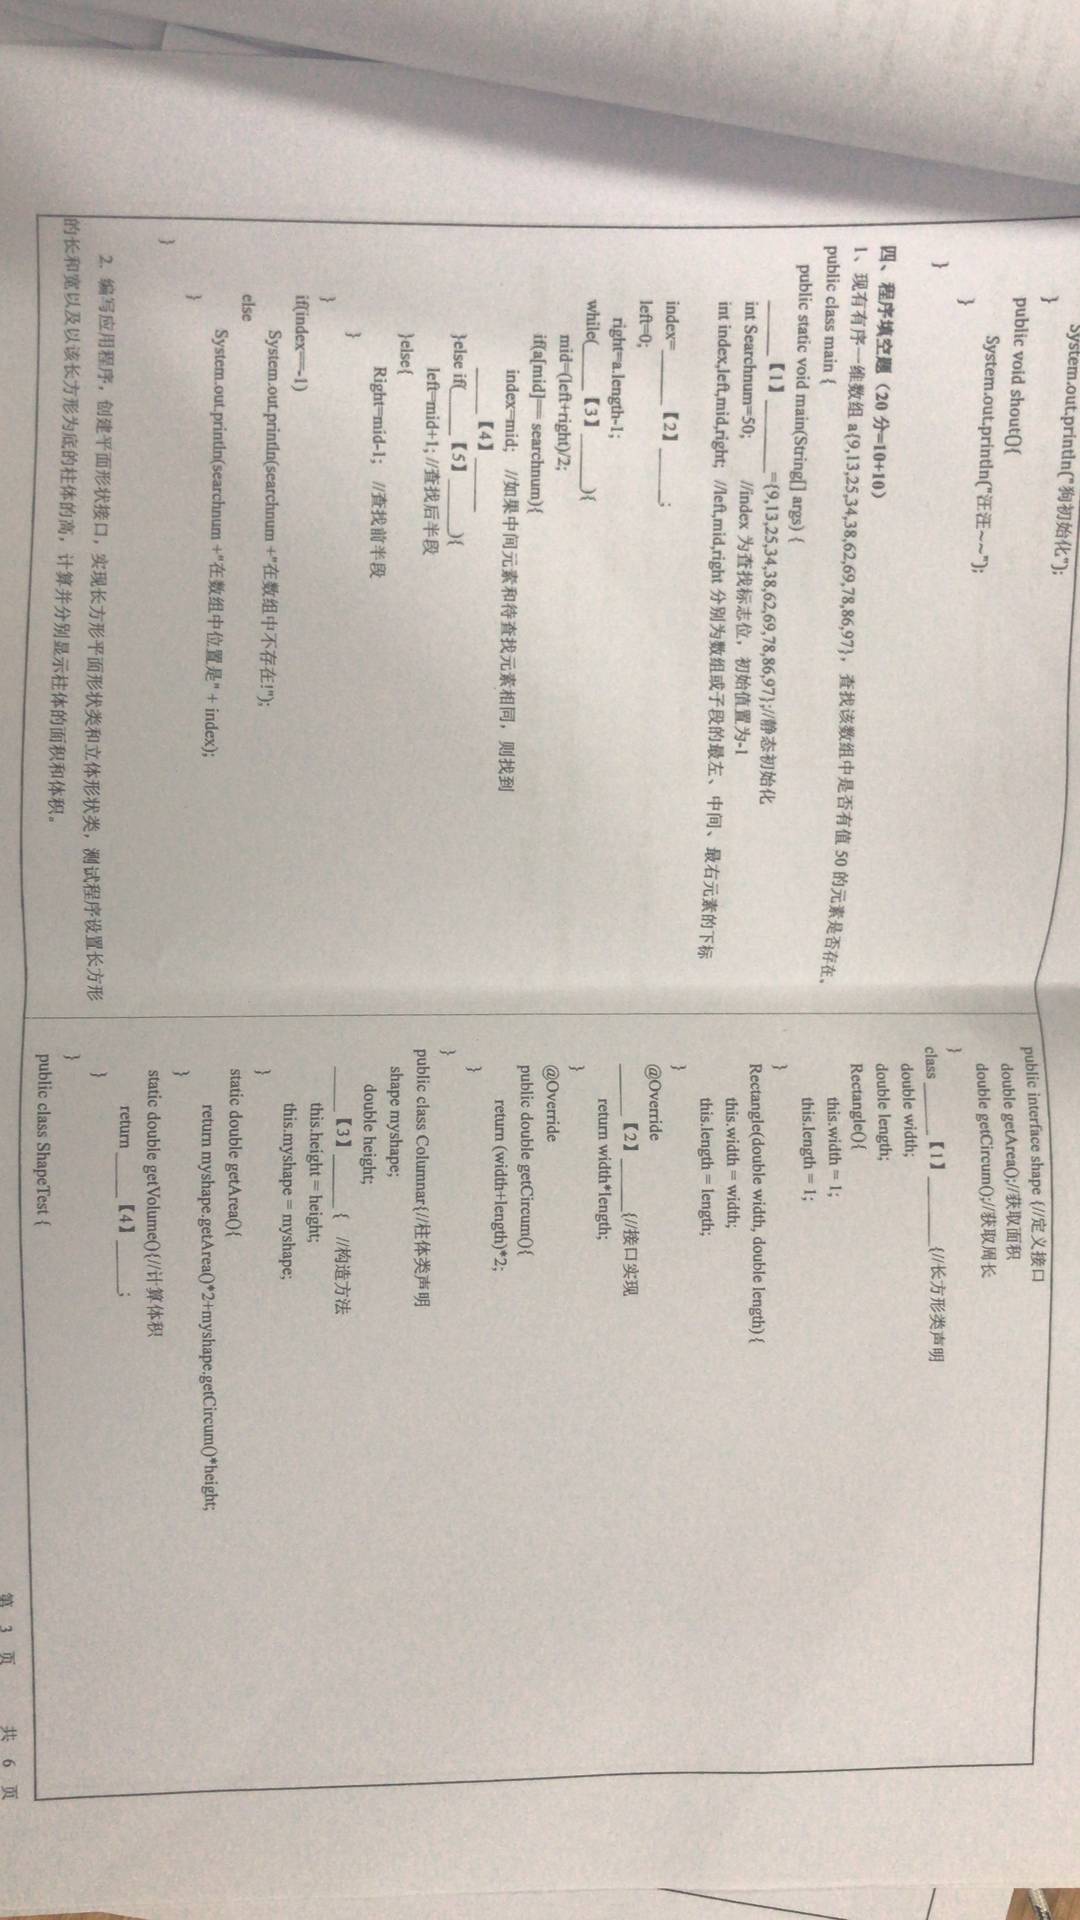 System.out.println("狗初始化");
}
public void shout(){
System.out.println("汪汪~~");
}
}
四、程序填空题（20 分=10+10）
1、现有有序一维数组 a{9,13,25,34,38,62,69,78,86,97}，查找该数组中是否有值 50 的元素是否存在。
public class main {
public static void main(String[] args) {
_____【1】_______={9,13,25,34,38,62,69,78,86,97};//静态初始化
int Searchnum=50; //index 为查找标志位，初始值置为-1
int index,left,mid,right; //left,mid,right 分别为数组或子段的最左、中间、最右元素的下标
index=_____【2】_____;
left=0;
right=a.length-1;
while(____【3】____){
mid=(left+right)/2;
if(a[mid]== searchnum){
index=mid; //如果中间元素和待查找元素相同，则找到
_____【4】_____
}else if(____【5】____){
left=mid+1; //查找后半段
}else{
Right=mid-1; //查找前半段
}
}
if(index==-1)
System.out.println(searchnum +"在数组中不存在!");
else
System.out.println(searchnum +"在数组中位置是" + index);
}
}
2. 编写应用程序，创建平面形状接口，实现长方形平面形状类和立体形状类，测试程序设置长方形
的长和宽以及以该长方形为底的柱体的高，计算并分别显示柱体的面积和体积。
public interface shape {//定义接口
double getArea();//获取面积
double getCircum();//获取周长
}
class _____【1】_______{//长方形类声明
double width;
double length;
Rectangle(){
this.width = 1;
this.length = 1;
}
Rectangle(double width, double length) {
this.width = width;
this.length = length;
}
@Override
_____【2】_____{//接口实现
return width*length;
}
@Override
public double getCircum(){
return (width+length)*2;
}
}
public class Columnar{//柱体类声明
shape myshape;
double height;
_____【3】_____{ //构造方法
this.height = height;
this.myshape = myshape;
}
static double getArea(){
return myshape.getArea()*2+myshape.getCircum()*height;
}
static double getVolume(){//计算体积
return _____【4】_____;
}
}
public class ShapeTest {
第 3 页 共 6 页